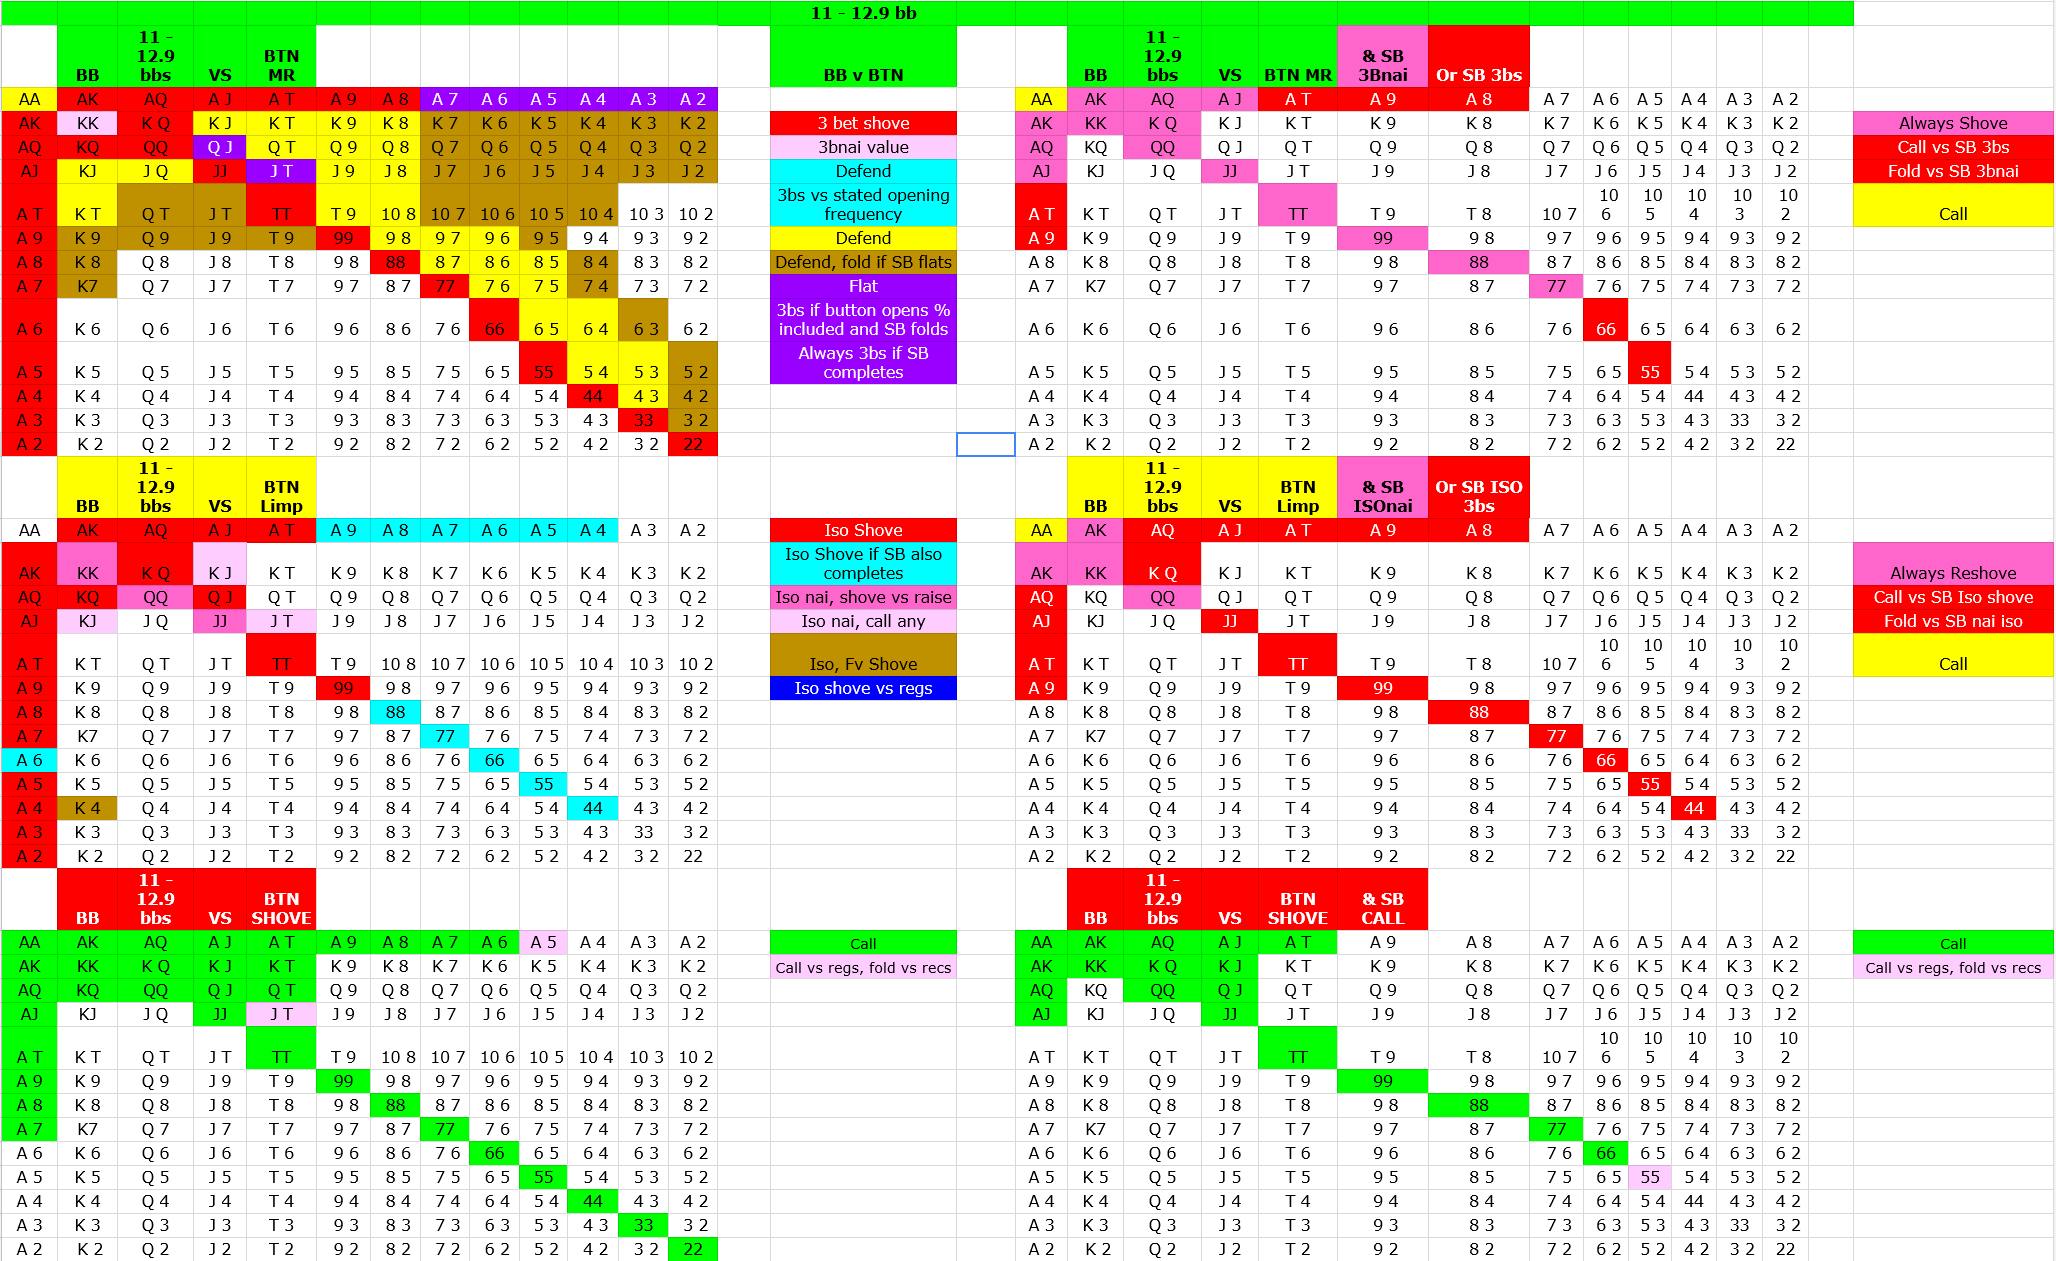 11 - 12.9 bb
BB 11 - 12.9 bbs VS BTN MR BB v BTN BB 11 - 12.9 bbs VS BTN MR & SB 3Bnai Or SB 3bs
AA AK AQ A J A T A 9 A 8 A 7 A 6 A 5 A 4 A 3 A 2 AA AK AQ A J A T A 9 A 8 A 7 A 6 A 5 A 4 A 3 A 2
AK KK K Q K J K T K 9 K 8 K 7 K 6 K 5 K 4 K 3 K 2 3 bet shove AK KK K Q K J K T K 9 K 8 K 7 K 6 K 5 K 4 K 3 K 2 Always Shove
AQ KQ QQ Q J Q T Q 9 Q 8 Q 7 Q 6 Q 5 Q 4 Q 3 Q 2 3bnai value AQ KQ QQ Q J Q T Q 9 Q 8 Q 7 Q 6 Q 5 Q 4 Q 3 Q 2 Call vs SB 3bs
AJ KJ J Q JJ J T J 9 J 8 J 7 J 6 J 5 J 4 J 3 J 2 Defend AJ KJ J Q JJ J T J 9 J 8 J 7 J 6 J 5 J 4 J 3 J 2 Fold vs SB 3bnai
A T K T Q T J T TT T 9 10 8 10 7 10 6 10 5 10 4 10 3 10 2 3bs vs stated opening frequency A T K T Q T J T TT T 9 T 8 10 7 10 6 10 5 10 4 10 3 10 2 Call
A 9 K 9 Q 9 J 9 T 9 99 9 8 9 7 9 6 9 5 9 4 9 3 9 2 Defend A 9 K 9 Q 9 J 9 T 9 99 9 8 9 7 9 6 9 5 9 4 9 3 9 2
A 8 K 8 Q 8 J 8 T 8 9 8 88 8 7 8 6 8 5 8 4 8 3 8 2 Defend, fold if SB flats A 8 K 8 Q 8 J 8 T 8 9 8 88 8 7 8 6 8 5 8 4 8 3 8 2
A 7 K7 Q 7 J 7 T 7 9 7 8 7 77 7 6 7 5 7 4 7 3 7 2 Flat A 7 K7 Q 7 J 7 T 7 9 7 8 7 77 7 6 7 5 7 4 7 3 7 2
A 6 K 6 Q 6 J 6 T 6 9 6 8 6 7 6 66 6 5 6 4 6 3 6 2 3bs if button opens % included and SB folds A 6 K 6 Q 6 J 6 T 6 9 6 8 6 7 6 66 6 5 6 4 6 3 6 2
A 5 K 5 Q 5 J 5 T 5 9 5 8 5 7 5 6 5 55 5 4 5 3 5 2 Always 3bs if SB completes A 5 K 5 Q 5 J 5 T 5 9 5 8 5 7 5 6 5 55 5 4 5 3 5 2
A 4 K 4 Q 4 J 4 T 4 9 4 8 4 7 4 6 4 5 4 44 4 3 4 2 A 4 K 4 Q 4 J 4 T 4 9 4 8 4 7 4 6 4 5 4 44 4 3 4 2
A 3 K 3 Q 3 J 3 T 3 9 3 8 3 7 3 6 3 5 3 4 3 33 3 2 A 3 K 3 Q 3 J 3 T 3 9 3 8 3 7 3 6 3 5 3 4 3 33 3 2
A 2 K 2 Q 2 J 2 T 2 9 2 8 2 7 2 6 2 5 2 4 2 3 2 22 A 2 K 2 Q 2 J 2 T 2 9 2 8 2 7 2 6 2 5 2 4 2 3 2 22
BB 11 - 12.9 bbs VS BTN Limp BB 11 - 12.9 bbs VS BTN Limp & SB ISOnai Or SB ISO 3bs
AA AK AQ A J A T A 9 A 8 A 7 A 6 A 5 A 4 A 3 A 2 Iso Shove AA AK AQ A J A T A 9 A 8 A 7 A 6 A 5 A 4 A 3 A 2
AK KK K Q K J K T K 9 K 8 K 7 K 6 K 5 K 4 K 3 K 2 Iso Shove if SB also completes AK KK K Q K J K T K 9 K 8 K 7 K 6 K 5 K 4 K 3 K 2 Always Reshove
AQ KQ QQ Q J Q T Q 9 Q 8 Q 7 Q 6 Q 5 Q 4 Q 3 Q 2 Iso nai, shove vs raise AQ KQ QQ Q J Q T Q 9 Q 8 Q 7 Q 6 Q 5 Q 4 Q 3 Q 2 Call vs SB Iso shove
AJ KJ J Q JJ J T J 9 J 8 J 7 J 6 J 5 J 4 J 3 J 2 Iso nai, call any AJ KJ J Q JJ J T J 9 J 8 J 7 J 6 J 5 J 4 J 3 J 2 Fold vs SB nai iso
A T K T Q T J T TT T 9 10 8 10 7 10 6 10 5 10 4 10 3 10 2 Iso, Fv Shove A T K T Q T J T TT T 9 T 8 10 7 10 6 10 5 10 4 10 3 10 2 Call
A 9 K 9 Q 9 J 9 T 9 99 9 8 9 7 9 6 9 5 9 4 9 3 9 2 Iso shove vs regs A 9 K 9 Q 9 J 9 T 9 99 9 8 9 7 9 6 9 5 9 4 9 3 9 2
A 8 K 8 Q 8 J 8 T 8 9 8 88 8 7 8 6 8 5 8 4 8 3 8 2 A 8 K 8 Q 8 J 8 T 8 9 8 88 8 7 8 6 8 5 8 4 8 3 8 2
A 7 K7 Q 7 J 7 T 7 9 7 8 7 77 7 6 7 5 7 4 7 3 7 2 A 7 K7 Q 7 J 7 T 7 9 7 8 7 77 7 6 7 5 7 4 7 3 7 2
A 6 K 6 Q 6 J 6 T 6 9 6 8 6 7 6 66 6 5 6 4 6 3 6 2 A 6 K 6 Q 6 J 6 T 6 9 6 8 6 7 6 66 6 5 6 4 6 3 6 2
A 5 K 5 Q 5 J 5 T 5 9 5 8 5 7 5 6 5 55 5 4 5 3 5 2 A 5 K 5 Q 5 J 5 T 5 9 5 8 5 7 5 6 5 55 5 4 5 3 5 2
A 4 K 4 Q 4 J 4 T 4 9 4 8 4 7 4 6 4 5 4 44 4 3 4 2 A 4 K 4 Q 4 J 4 T 4 9 4 8 4 7 4 6 4 5 4 44 4 3 4 2
A 3 K 3 Q 3 J 3 T 3 9 3 8 3 7 3 6 3 5 3 4 3 33 3 2 A 3 K 3 Q 3 J 3 T 3 9 3 8 3 7 3 6 3 5 3 4 3 33 3 2
A 2 K 2 Q 2 J 2 T 2 9 2 8 2 7 2 6 2 5 2 4 2 3 2 22 A 2 K 2 Q 2 J 2 T 2 9 2 8 2 7 2 6 2 5 2 4 2 3 2 22
BB 11 - 12.9 bbs VS BTN SHOVE BB 11 - 12.9 bbs VS BTN SHOVE & SB CALL
AA AK AQ A J A T A 9 A 8 A 7 A 6 A 5 A 4 A 3 A 2 Call AA AK AQ A J A T A 9 A 8 A 7 A 6 A 5 A 4 A 3 A 2 Call
AK KK K Q K J K T K 9 K 8 K 7 K 6 K 5 K 4 K 3 K 2 Call vs regs, fold vs recs AK KK K Q K J K T K 9 K 8 K 7 K 6 K 5 K 4 K 3 K 2 Call vs regs, fold vs recs
AQ KQ QQ Q J Q T Q 9 Q 8 Q 7 Q 6 Q 5 Q 4 Q 3 Q 2 AQ KQ QQ Q J Q T Q 9 Q 8 Q 7 Q 6 Q 5 Q 4 Q 3 Q 2
AJ KJ J Q JJ J T J 9 J 8 J 7 J 6 J 5 J 4 J 3 J 2 AJ KJ J Q JJ J T J 9 J 8 J 7 J 6 J 5 J 4 J 3 J 2
A T K T Q T J T TT T 9 10 8 10 7 10 6 10 5 10 4 10 3 10 2 A T K T Q T J T TT T 9 T 8 10 7 10 6 10 5 10 4 10 3 10 2
A 9 K 9 Q 9 J 9 T 9 99 9 8 9 7 9 6 9 5 9 4 9 3 9 2 A 9 K 9 Q 9 J 9 T 9 99 9 8 9 7 9 6 9 5 9 4 9 3 9 2
A 8 K 8 Q 8 J 8 T 8 9 8 88 8 7 8 6 8 5 8 4 8 3 8 2 A 8 K 8 Q 8 J 8 T 8 9 8 88 8 7 8 6 8 5 8 4 8 3 8 2
A 7 K7 Q 7 J 7 T 7 9 7 8 7 77 7 6 7 5 7 4 7 3 7 2 A 7 K7 Q 7 J 7 T 7 9 7 8 7 77 7 6 7 5 7 4 7 3 7 2
A 6 K 6 Q 6 J 6 T 6 9 6 8 6 7 6 66 6 5 6 4 6 3 6 2 A 6 K 6 Q 6 J 6 T 6 9 6 8 6 7 6 66 6 5 6 4 6 3 6 2
A 5 K 5 Q 5 J 5 T 5 9 5 8 5 7 5 6 5 55 5 4 5 3 5 2 A 5 K 5 Q 5 J 5 T 5 9 5 8 5 7 5 6 5 55 5 4 5 3 5 2
A 4 K 4 Q 4 J 4 T 4 9 4 8 4 7 4 6 4 5 4 44 4 3 4 2 A 4 K 4 Q 4 J 4 T 4 9 4 8 4 7 4 6 4 5 4 44 4 3 4 2
A 3 K 3 Q 3 J 3 T 3 9 3 8 3 7 3 6 3 5 3 4 3 33 3 2 A 3 K 3 Q 3 J 3 T 3 9 3 8 3 7 3 6 3 5 3 4 3 33 3 2
A 2 K 2 Q 2 J 2 T 2 9 2 8 2 7 2 6 2 5 2 4 2 3 2 22 A 2 K 2 Q 2 J 2 T 2 9 2 8 2 7 2 6 2 5 2 4 2 3 2 22